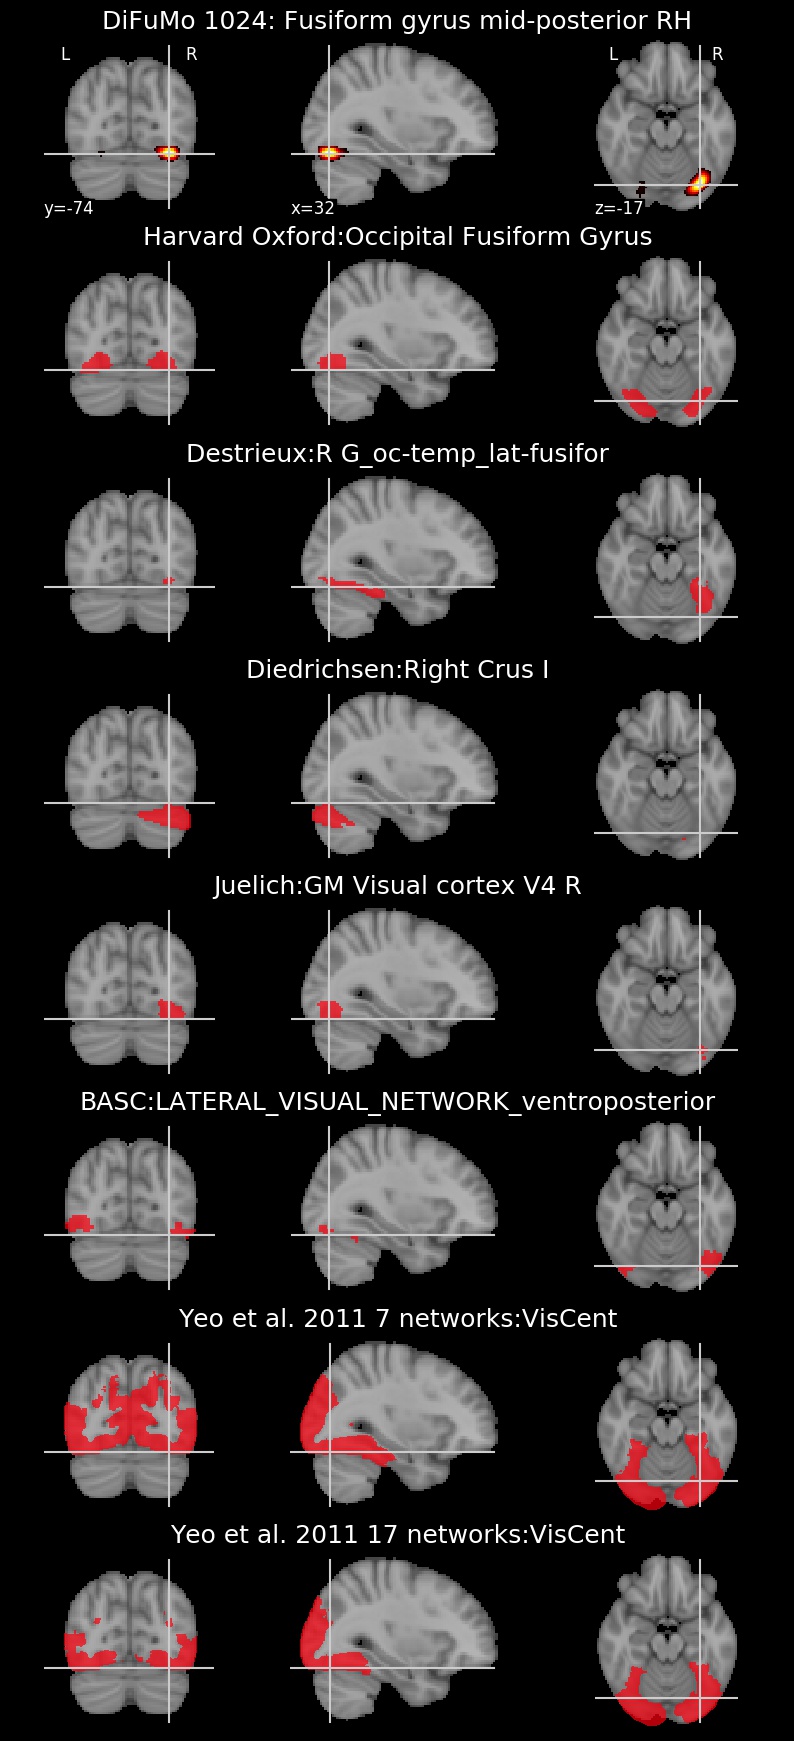 DiFuMo 1024: Fusiform gyrus mid-posterior RH
L R L R
y=-74 x=32 z=-17
Harvard Oxford:Occipital Fusiform Gyrus
Destrieux:R G_oc-temp_lat-fusifor
Diedrichsen:Right Crus I
Juelich:GM Visual cortex V4 R
BASC:LATERAL_VISUAL_NETWORK_ventroposterior
Yeo et al. 2011 7 networks:VisCent
Yeo et al. 2011 17 networks:VisCent